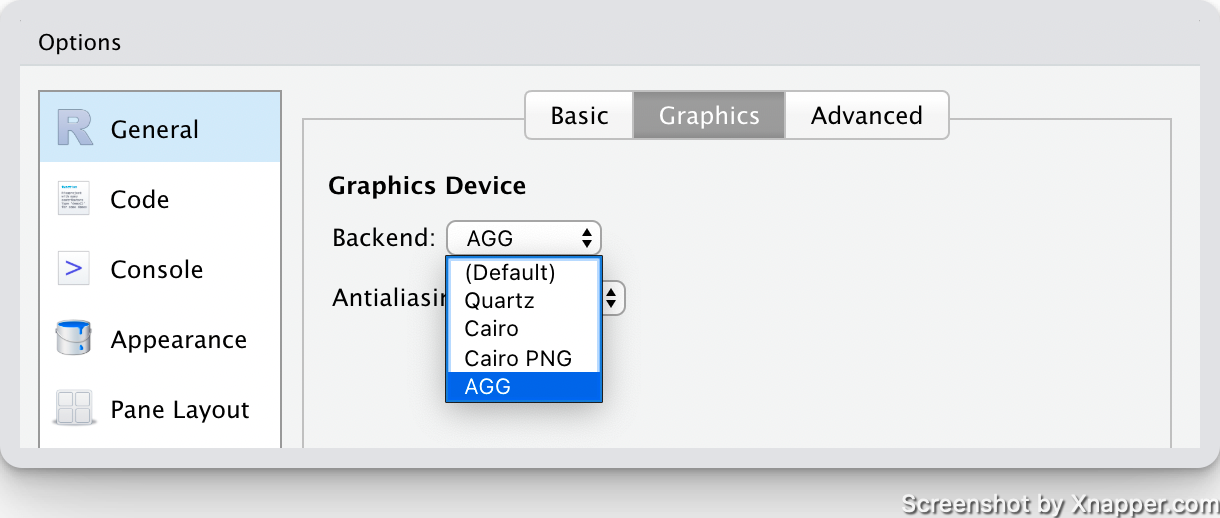 Options
General
Code
Console
Appearance
Pane Layout
Basic
Graphics
Advanced
Graphics Device
Backend: AGG
(Default)
Quartz
Cairo
Cairo PNG
AGG
Screenshot by Xnapper.com